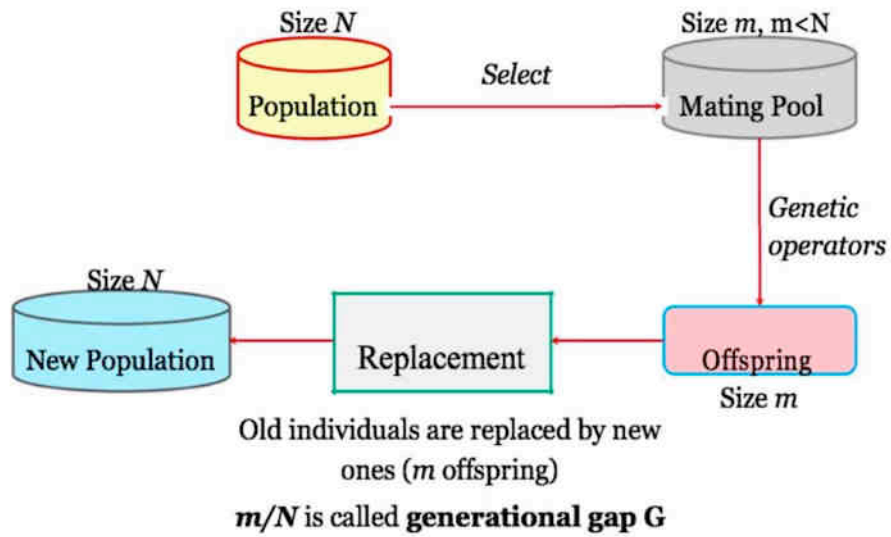 Size N
Population
Select
Size m, m<N
Mating Pool
Genetic
operators
Offspring
Size m
Replacement
Size N
New Population
Old individuals are replaced by new
ones (m offspring)
m/N is called generational gap G